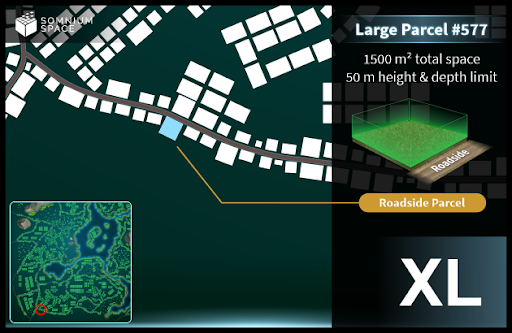 SOMNIUM
SPACE
Large Parcel #577
1500 m² total space
50 m height & depth limit
Roadside
Roadside Parcel
XL